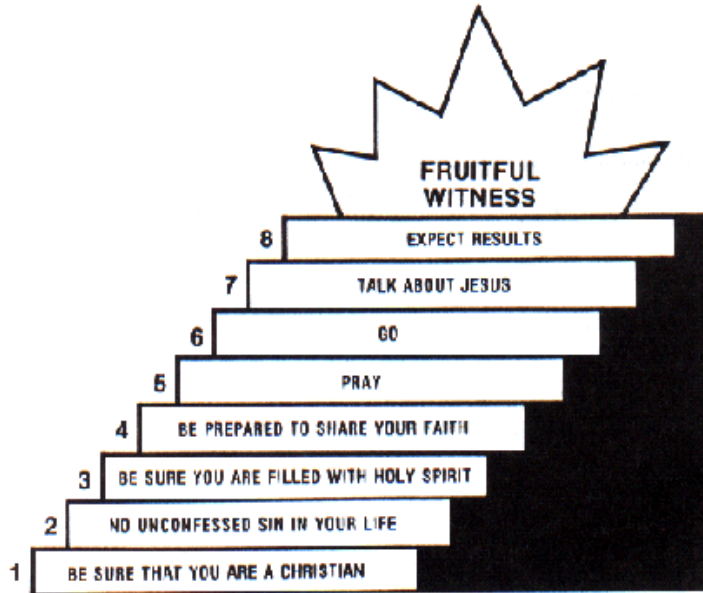 FRUITFUL
WITNESS
8 EXPECT RESULTS
7 TALK ABOUT JESUS
6 GO
5 PRAY
4 BE PREPARED TO SHARE YOUR FAITH
3 BE SURE YOU ARE FILLED WITH HOLY SPIRIT
2 NO UNCONFESSED SIN IN YOUR LIFE
1 BE SURE THAT YOU ARE A CHRISTIAN